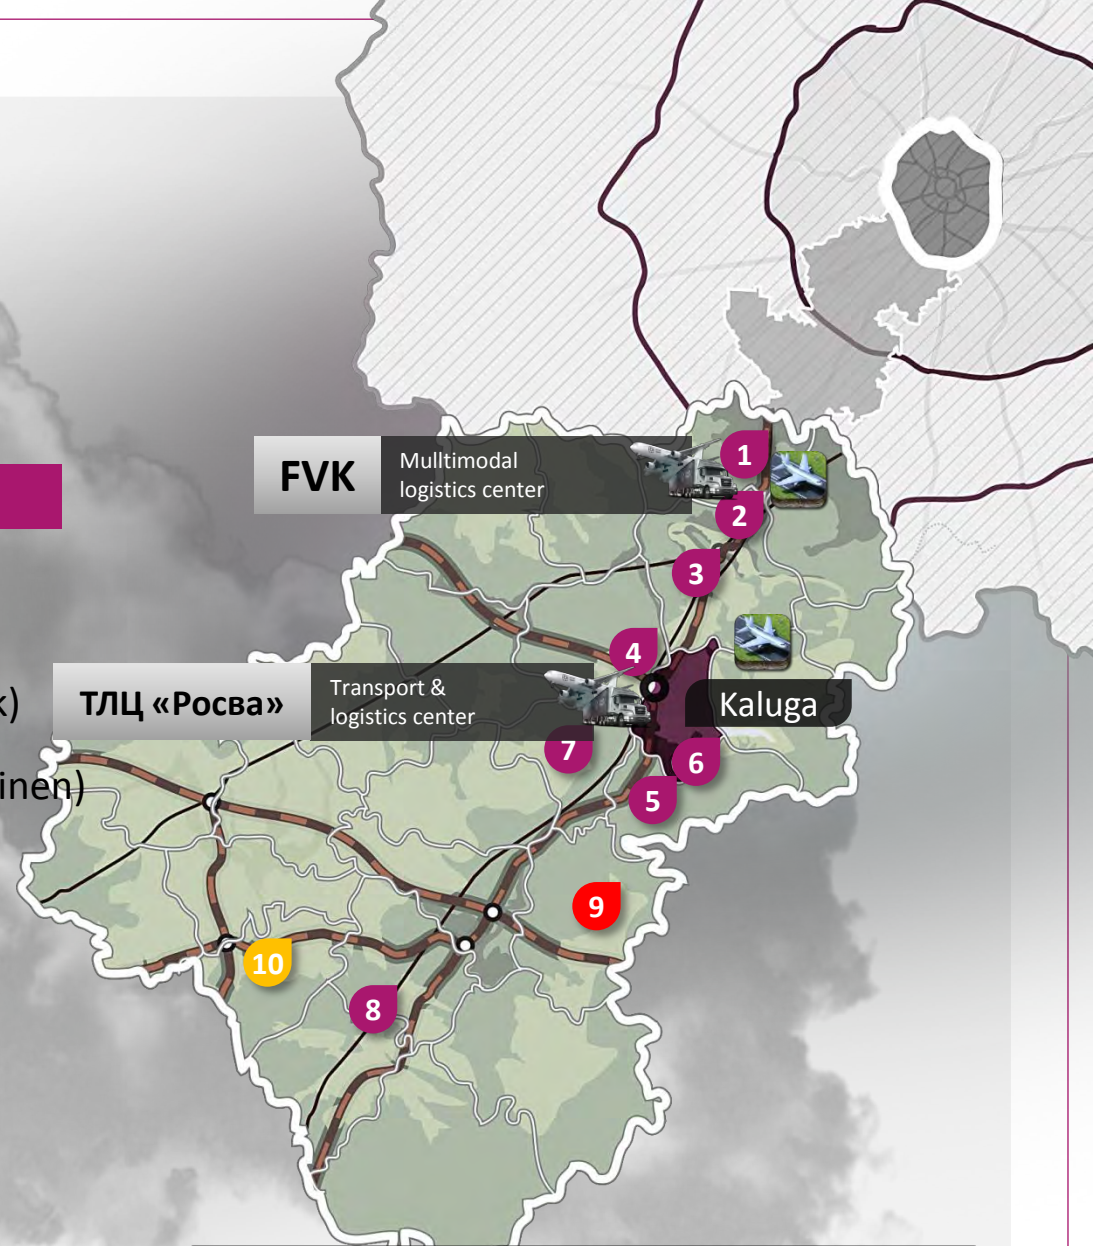 1
FVK
Mulltimodal
logistics center
2
3
4
ТЛЦ «Росва»
Transport &
logistics center
k)
Kaluga
7
6
inen)
5
9
10
8